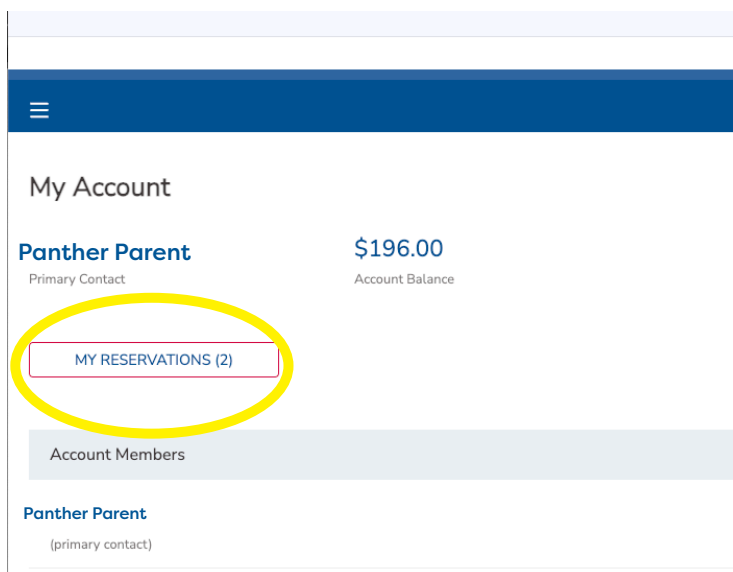 My Account
Panther Parent
$196.00
Primary Contact
Account Balance
MY RESERVATIONS (2)
Account Members
Panther Parent
(primary contact)